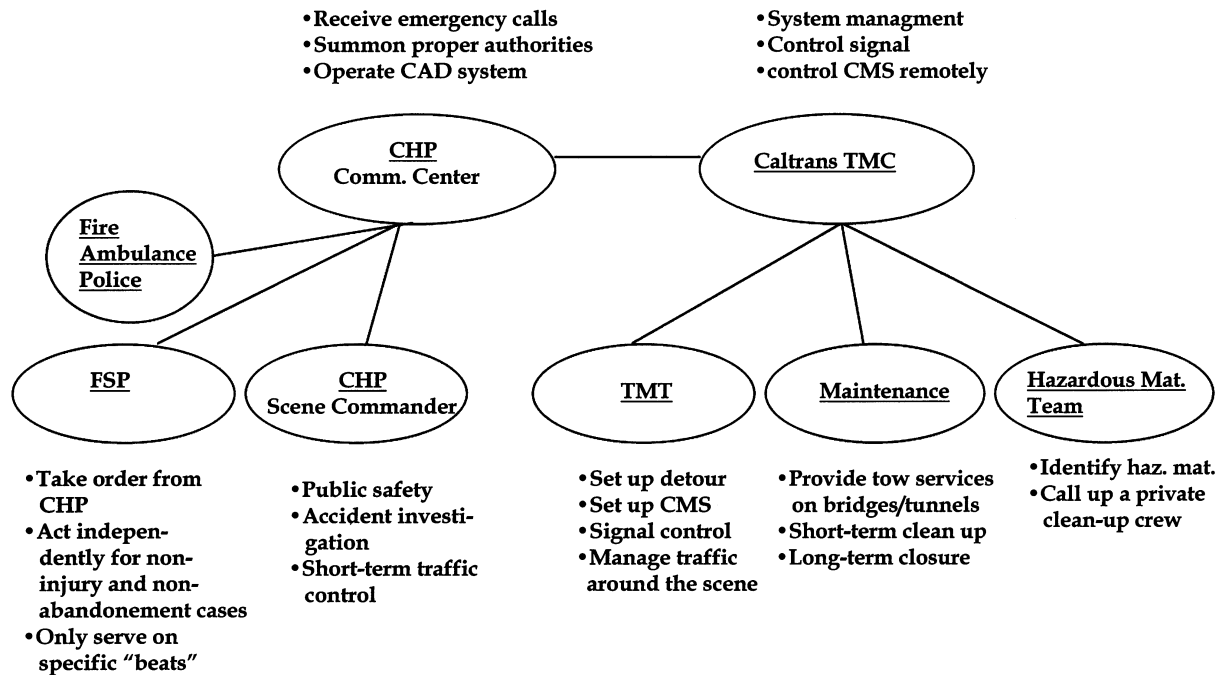 •Receive emergency calls
•Summon proper authorities
•Operate CAD system
•System managment
•Control signal
•control CMS remotely
CHP
Comm. Center
Caltrans TMC
Fire
Ambulance
Police
FSP
CHP
Scene Commander
TMT
Maintenance
Hazardous Mat.
Team
•Take order from
CHP
•Act indepen-
dently for non-
injury and non-
abandonement cases
•Only serve on
specific “beats”
•Public safety
•Accident investi-
gation
•Short-term traffic
control
•Set up detour
•Set up CMS
•Signal control
•Manage traffic
around the scene
•Provide tow services
on bridges/tunnels
•Short-term clean up
•Long-term closure
•Identify haz. mat.
•Call up a private
clean-up crew